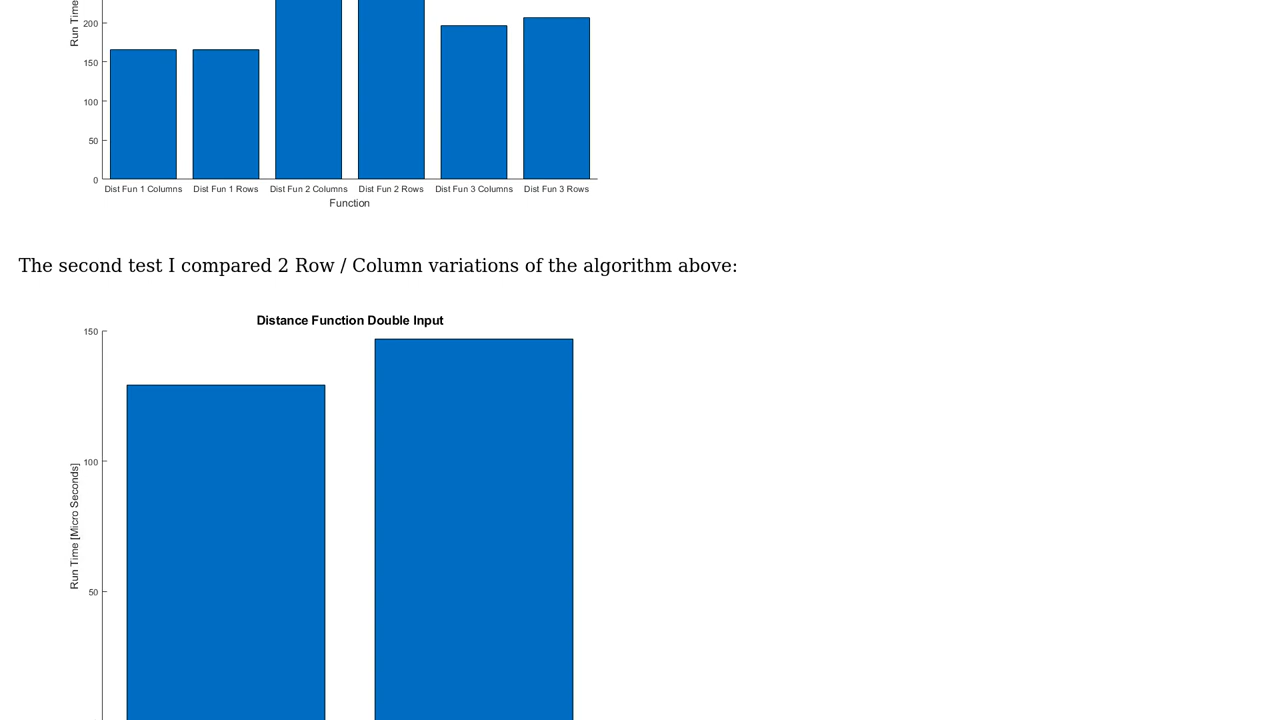 Run Time
200
150
100
50
0
Dist Fun 1 Columns Dist Fun 1 Rows Dist Fun 2 Columns Dist Fun 2 Rows Dist Fun 3 Columns Dist Fun 3 Rows
Function
The second test I compared 2 Row / Column variations of the algorithm above:
Distance Function Double Input
150
100
50
Run Time [Micro Seconds]